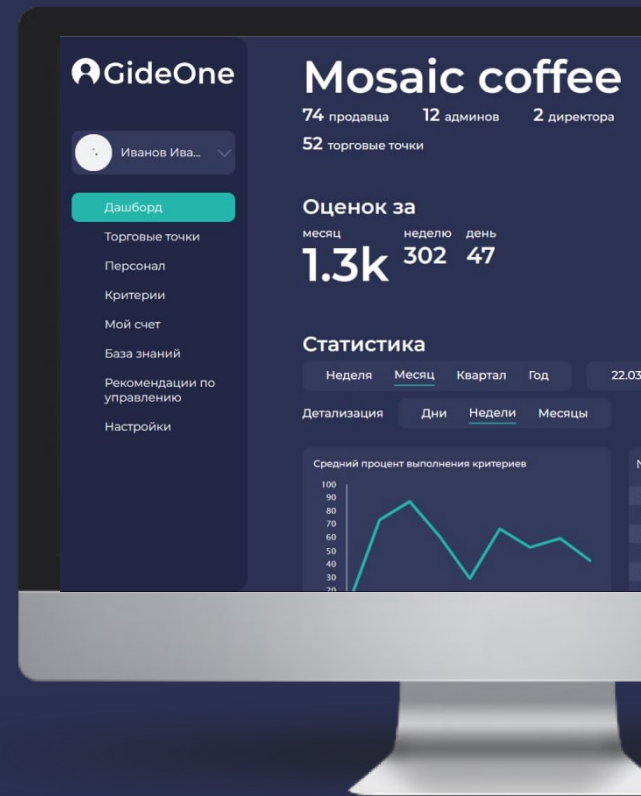 GideOne
Иванов Ива...
Дашборд
Торговые точки
Персонал
Критерии
Мой счет
База знаний
Рекомендации по
управлению
Настройки
Mosaic coffee
74 продавца 12 админов 2 директора
52 торговые точки
Оценок за
месяц неделю день
1.3k 302 47
Статистика
Неделя Месяц Квартал Год 22.03
Детализация Дни Недели Месяцы
Средний процент выполнения критериев
100
90
80
70
60
50
40
30
20